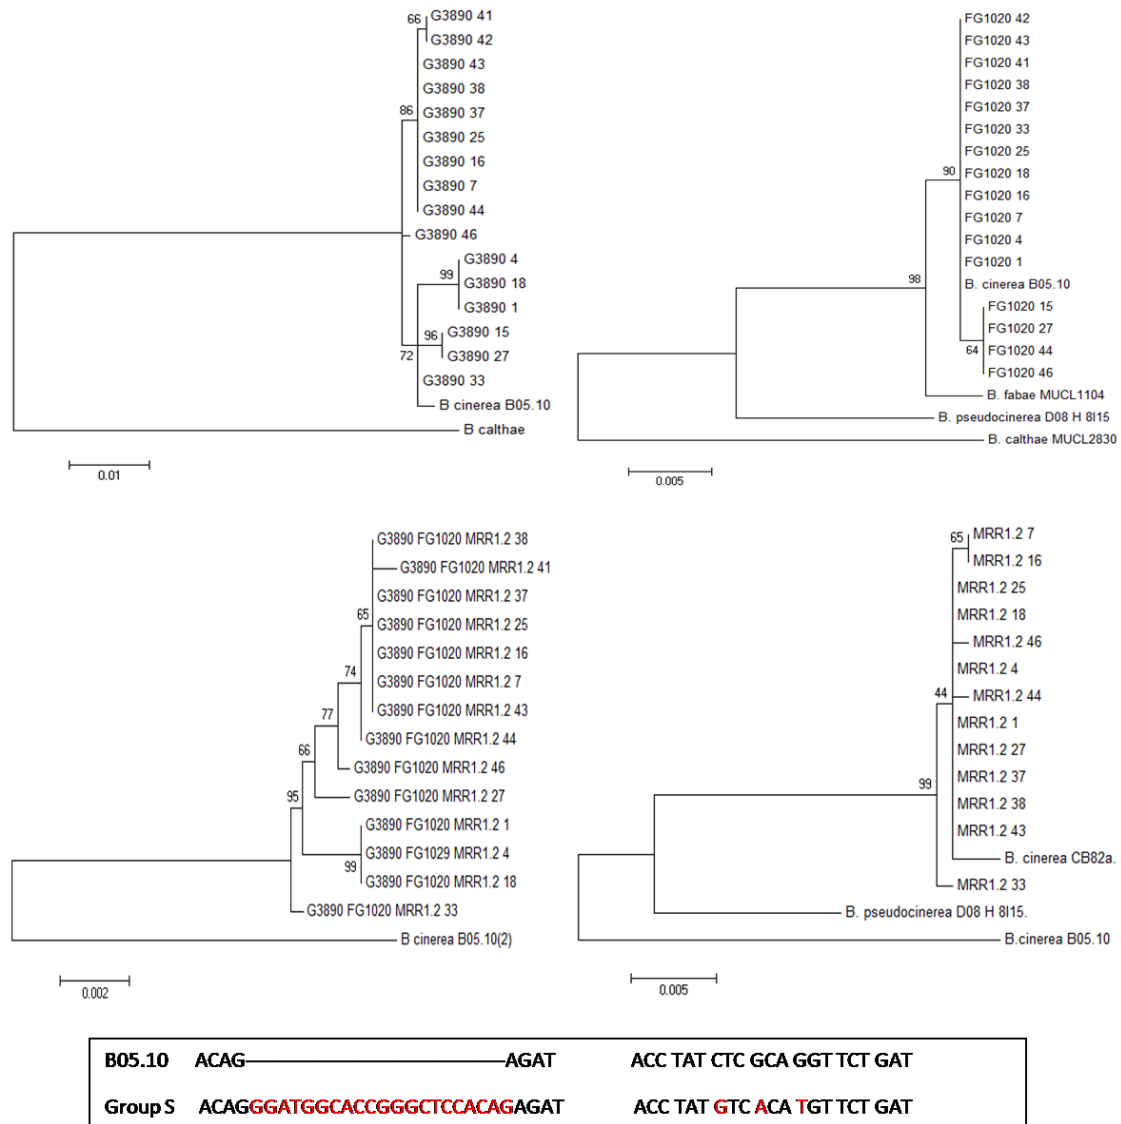 66
G3890 41
G3890 42
G3890 43
G3890 38
86
G3890 37
G3890 25
G3890 16
G3890 7
G3890 44
G3890 46
G3890 4
99
G3890 18
G3890 1
G3890 15
96
G3890 27
72
G3890 33
B cinerea B05.10
B calthae
0.01
FG1020 42
FG1020 43
FG1020 41
FG1020 38
FG1020 37
FG1020 33
FG1020 25
90
FG1020 18
FG1020 16
FG1020 7
FG1020 4
FG1020 1
98
B. cinerea B05.10
FG1020 15
FG1020 27
64
FG1020 44
FG1020 46
B. fabae MUCL1104
B. pseudocinerea D08 H 8I15
B. calthae MUCL2830
0.005
G3890 FG1020 MRR1.2 38
G3890 FG1020 MRR1.2 41
G3890 FG1020 MRR1.2 37
65
G3890 FG1020 MRR1.2 25
G3890 FG1020 MRR1.2 16
74
G3890 FG1020 MRR1.2 7
G3890 FG1020 MRR1.2 43
77
G3890 FG1020 MRR1.2 44
66
G3890 FG1020 MRR1.2 46
95
G3890 FG1020 MRR1.2 27
G3890 FG1020 MRR1.2 1
G3890 FG1029 MRR1.2 4
99
G3890 FG1020 MRR1.2 18
G3890 FG1020 MRR1.2 33
B cinerea B05.10(2)
0.002
65
MRR1.2 7
MRR1.2 16
MRR1.2 25
MRR1.2 18
MRR1.2 46
MRR1.2 4
44
MRR1.2 44
MRR1.2 1
MRR1.2 27
99
MRR1.2 37
MRR1.2 38
MRR1.2 43
B. cinerea CB82a.
MRR1.2 33
B. pseudocinerea D08 H 8I15.
B.cinerea B05.10
0.005
B05.10 ACAG—AGAT ACC TAT CTC GCA GGT TCT GAT
Group S ACAGGGATGGCACCGGGCTCCACAGAGAT ACC TAT GTC ACA TGT TCT GAT